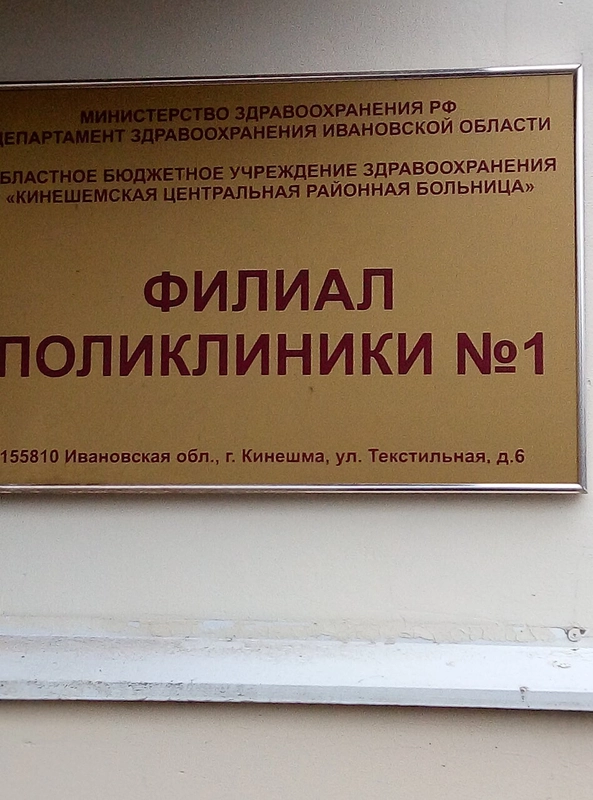 МИНИСТЕРСТВО ЗДРАВООХРАНЕНИЯ РФ
ДЕПАРТАМЕНТ ЗДРАВООХРАНЕНИЯ ИВАНОВСКОЙ ОБЛАСТИ
ОБЛАСТНОЕ БЮДЖЕТНОЕ УЧРЕЖДЕНИЕ ЗДРАВООХРАНЕНИЯ
«КИНЕШЕМСКАЯ ЦЕНТРАЛЬНАЯ РАЙОННАЯ БОЛЬНИЦА»
ФИЛИАЛ
ПОЛИКЛИНИКИ №1
155810 Ивановская обл., г. Кинешма, ул. Текстильная, д.6